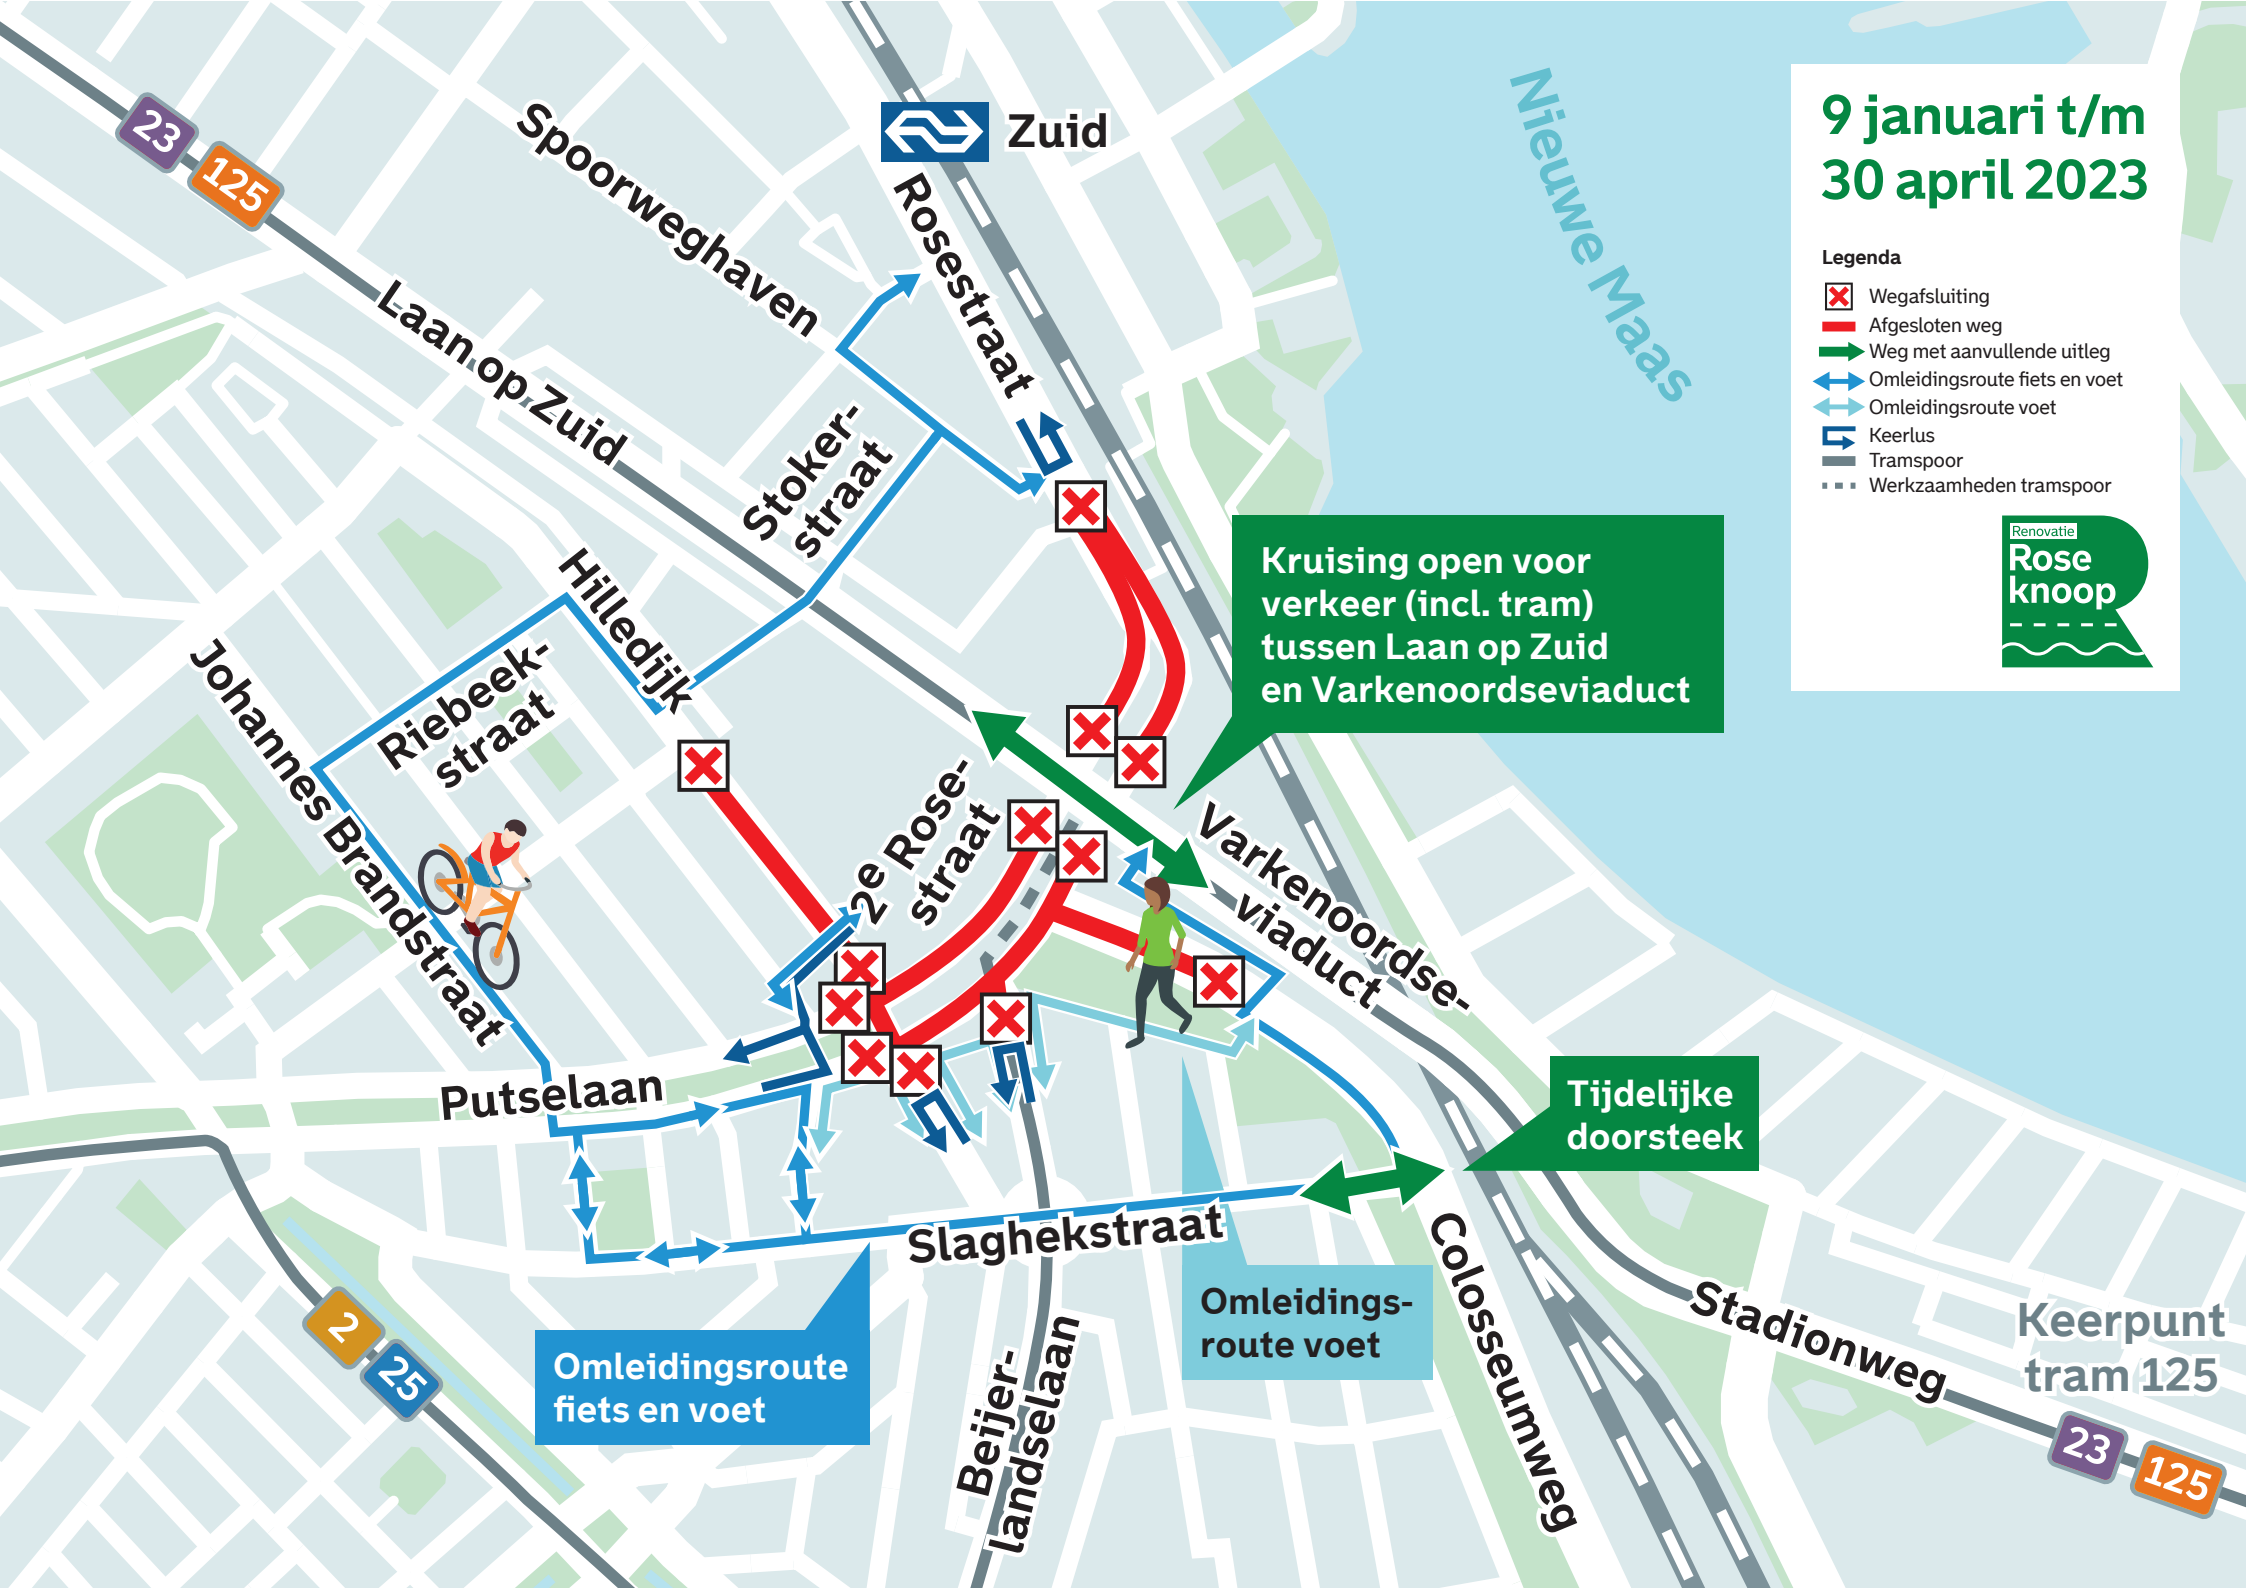 23
125
Spoorweghaven
Zuid
Rosestraat
Nieuwe Maas
9 januari t/m
30 april 2023
Legenda
Wegafsluiting
Afgesloten weg
Weg met aanvullende uitleg
Omleidingsroute fiets en voet
Omleidingsroute voet
Keerlus
Tramspoor
Werkzaamheden tramspoor
Renovatie
Rose
knoop
Laan op Zuid
Stoker-
straat
Kruising open voor
verkeer (incl. tram)
tussen Laan op Zuid
en Varkenoordseviaduct
Hilledijk
Riebeek-
straat
Johannes Brandstraat
2e Rose-
straat
Varkenoordse-
viaduct
Putselaan
Tijdelijke
doorsteek
Slaghekstraat
Omleidings-
route voet
Colosseumweg
Stadionweg
Keerpunt
tram 125
2
25
Omleidingsroute
fiets en voet
Beijer-
landselaan
23
125